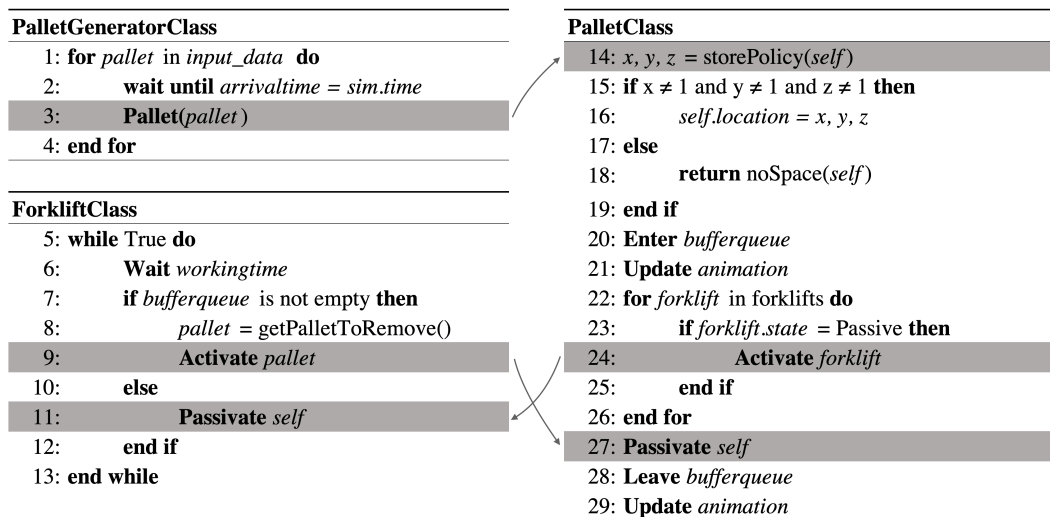 PalletGeneratorClass
1: for pallet in input_data do
2: wait until arrivaltime = sim.time
3: Pallet(pallet)
4: end for
ForkliftClass
5: while True do
6: Wait workingtime
7: if bufferqueue is not empty then
8: pallet = getPalletToRemove()
9: Activate pallet
10: else
11: Passivate self
12: end if
13: end while
PalletClass
14: x, y, z = storePolicy(self)
15: if x ≠ 1 and y ≠ 1 and z ≠ 1 then
16: self.location = x, y, z
17: else
18: return noSpace(self)
19: end if
20: Enter bufferqueue
21: Update animation
22: for forklift in forklifts do
23: if forklift.state = Passive then
24: Activate forklift
25: end if
26: end for
27: Passivate self
28: Leave bufferqueue
29: Update animation